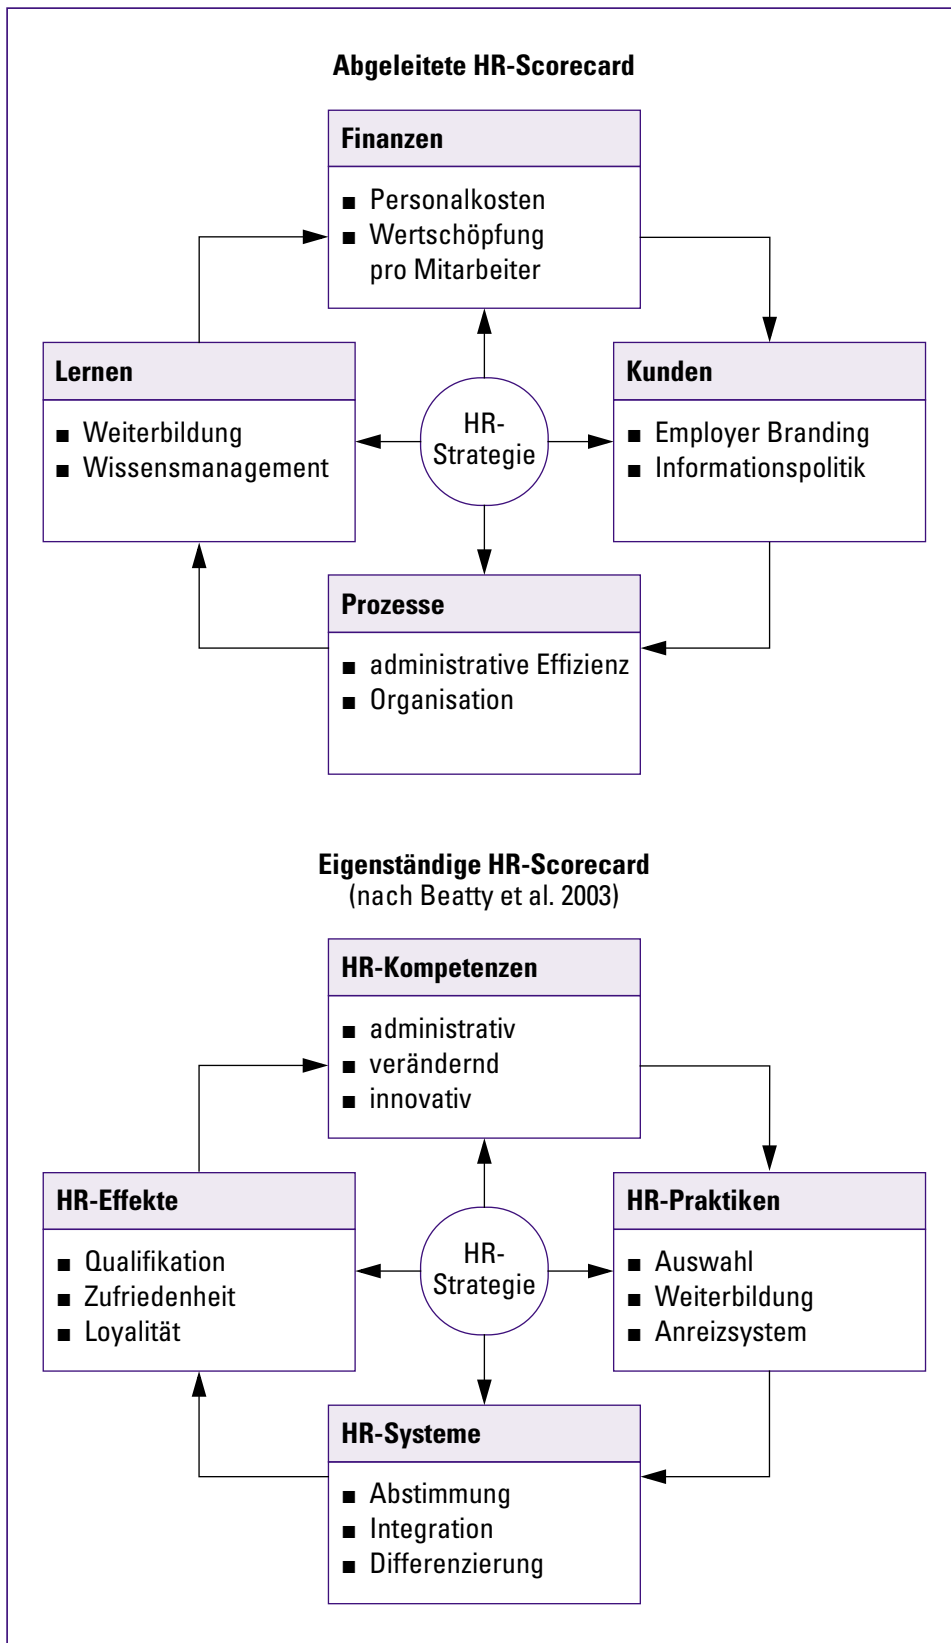 Abgeleitete HR-Scorecard
Finanzen
■ Personalkosten
■ Wertschöpfung
pro Mitarbeiter
Lernen
■ Weiterbildung
■ Wissensmanagement
HR-
Strategie
Kunden
■ Employer Branding
■ Informationspolitik
Prozesse
■ administrative Effizienz
■ Organisation
Eigenständige HR-Scorecard
(nach Beatty et al. 2003)
HR-Kompetenzen
■ administrativ
■ verändernd
■ innovativ
HR-Effekte
■ Qualifikation
■ Zufriedenheit
■ Loyalität
HR-
Strategie
HR-Praktiken
■ Auswahl
■ Weiterbildung
■ Anreizsystem
HR-Systeme
■ Abstimmung
■ Integration
■ Differenzierung